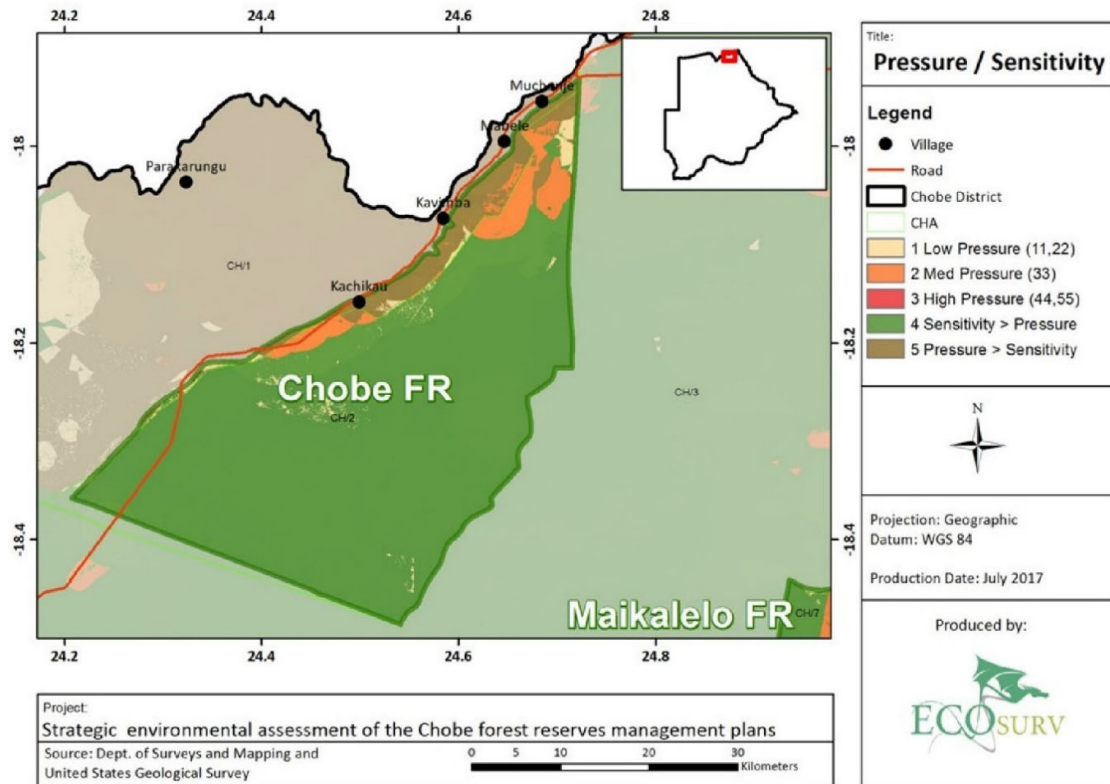 24.2 24.4 24.6 24.8
-18
-18.2
-18.4
-18
-18.2
-18.4
24.2 24.4 24.6 24.8
Muchenje
Mabele
Parakarungu
Kavimba
CH/1
Kachikau
Chobe FR
CH/2
CH/3
Maikalelo FR
CH/7
Title:
Pressure / Sensitivity
Legend
Village
Road
Chobe District
CHA
1 Low Pressure (11,22)
2 Med Pressure (33)
3 High Pressure (44,55)
4 Sensitivity > Pressure
5 Pressure > Sensitivity
N
Projection: Geographic
Datum: WGS 84
Production Date: July 2017
Produced by:
ECOSURV
Project:
Strategic environmental assessment of the Chobe forest reserves management plans
Source: Dept. of Surveys and Mapping and
United States Geological Survey
0 5 10 20 30
Kilometers